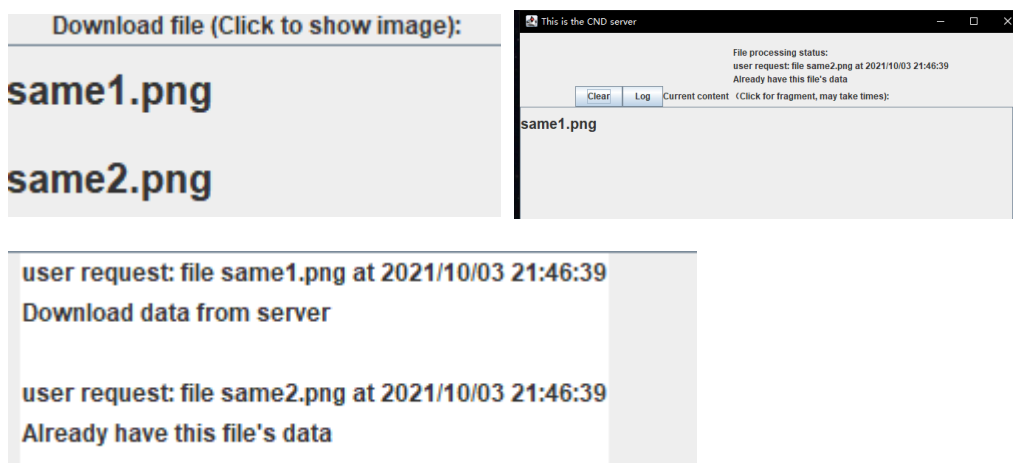 Download file (Click to show image):
same1.png
same2.png
This is the CND server
File processing status:
user request: file same2.png at 2021/10/03 21:46:39
Already have this file's data
Clear
Log
Current content （Click for fragment, may take times):
same1.png
user request: file same1.png at 2021/10/03 21:46:39
Download data from server
user request: file same2.png at 2021/10/03 21:46:39
Already have this file's data